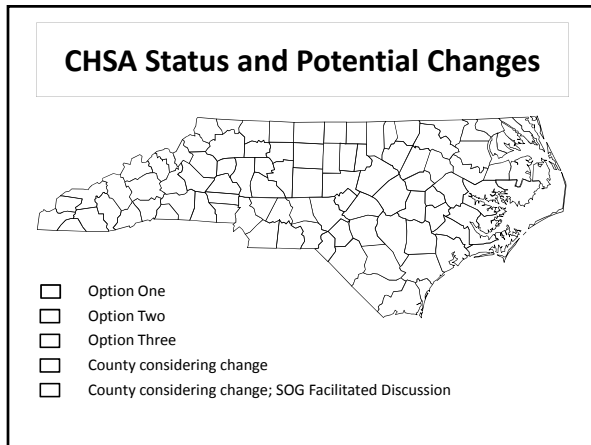 CHSA Status and Potential Changes
Option One
Option Two
Option Three
County considering change
County considering change; SOG Facilitated Discussion